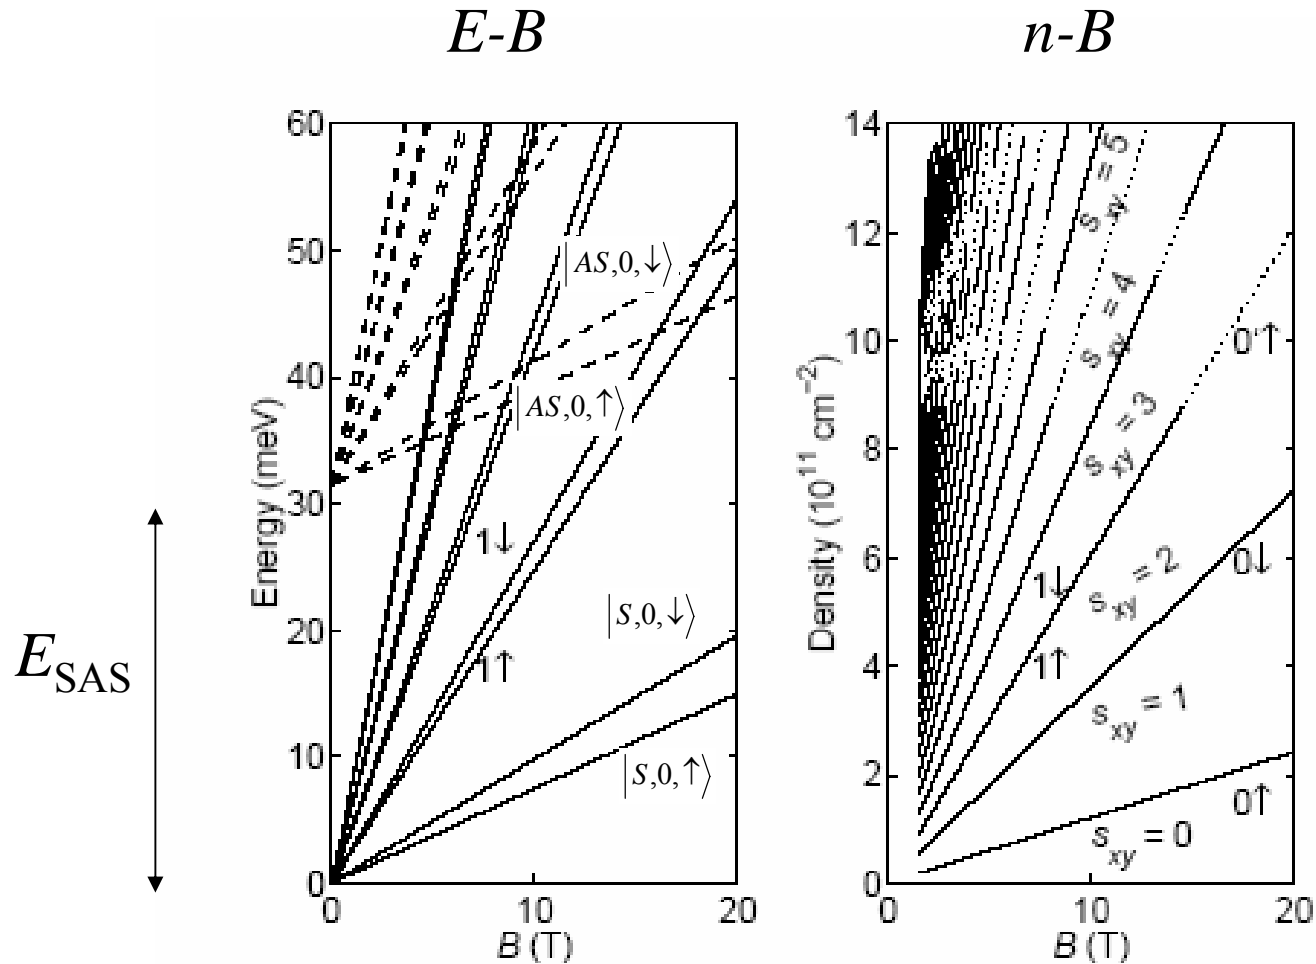 E-B
n-B
E_SAS
Energy (meV)
60
50
40
30
20
10
0
0
10
20
B (T)
|AS,0,↓⟩
|AS,0,↑⟩
1↓
|S,0,↓⟩
1↑
|S,0,↑⟩
Density (10^11 cm^−2)
14
12
10
8
6
4
2
0
0
10
20
B (T)
s_xy = 5
s_xy = 4
0'↑
s_xy = 3
1↓
s_xy = 2
0↓
1↑
s_xy = 1
0↑
s_xy = 0